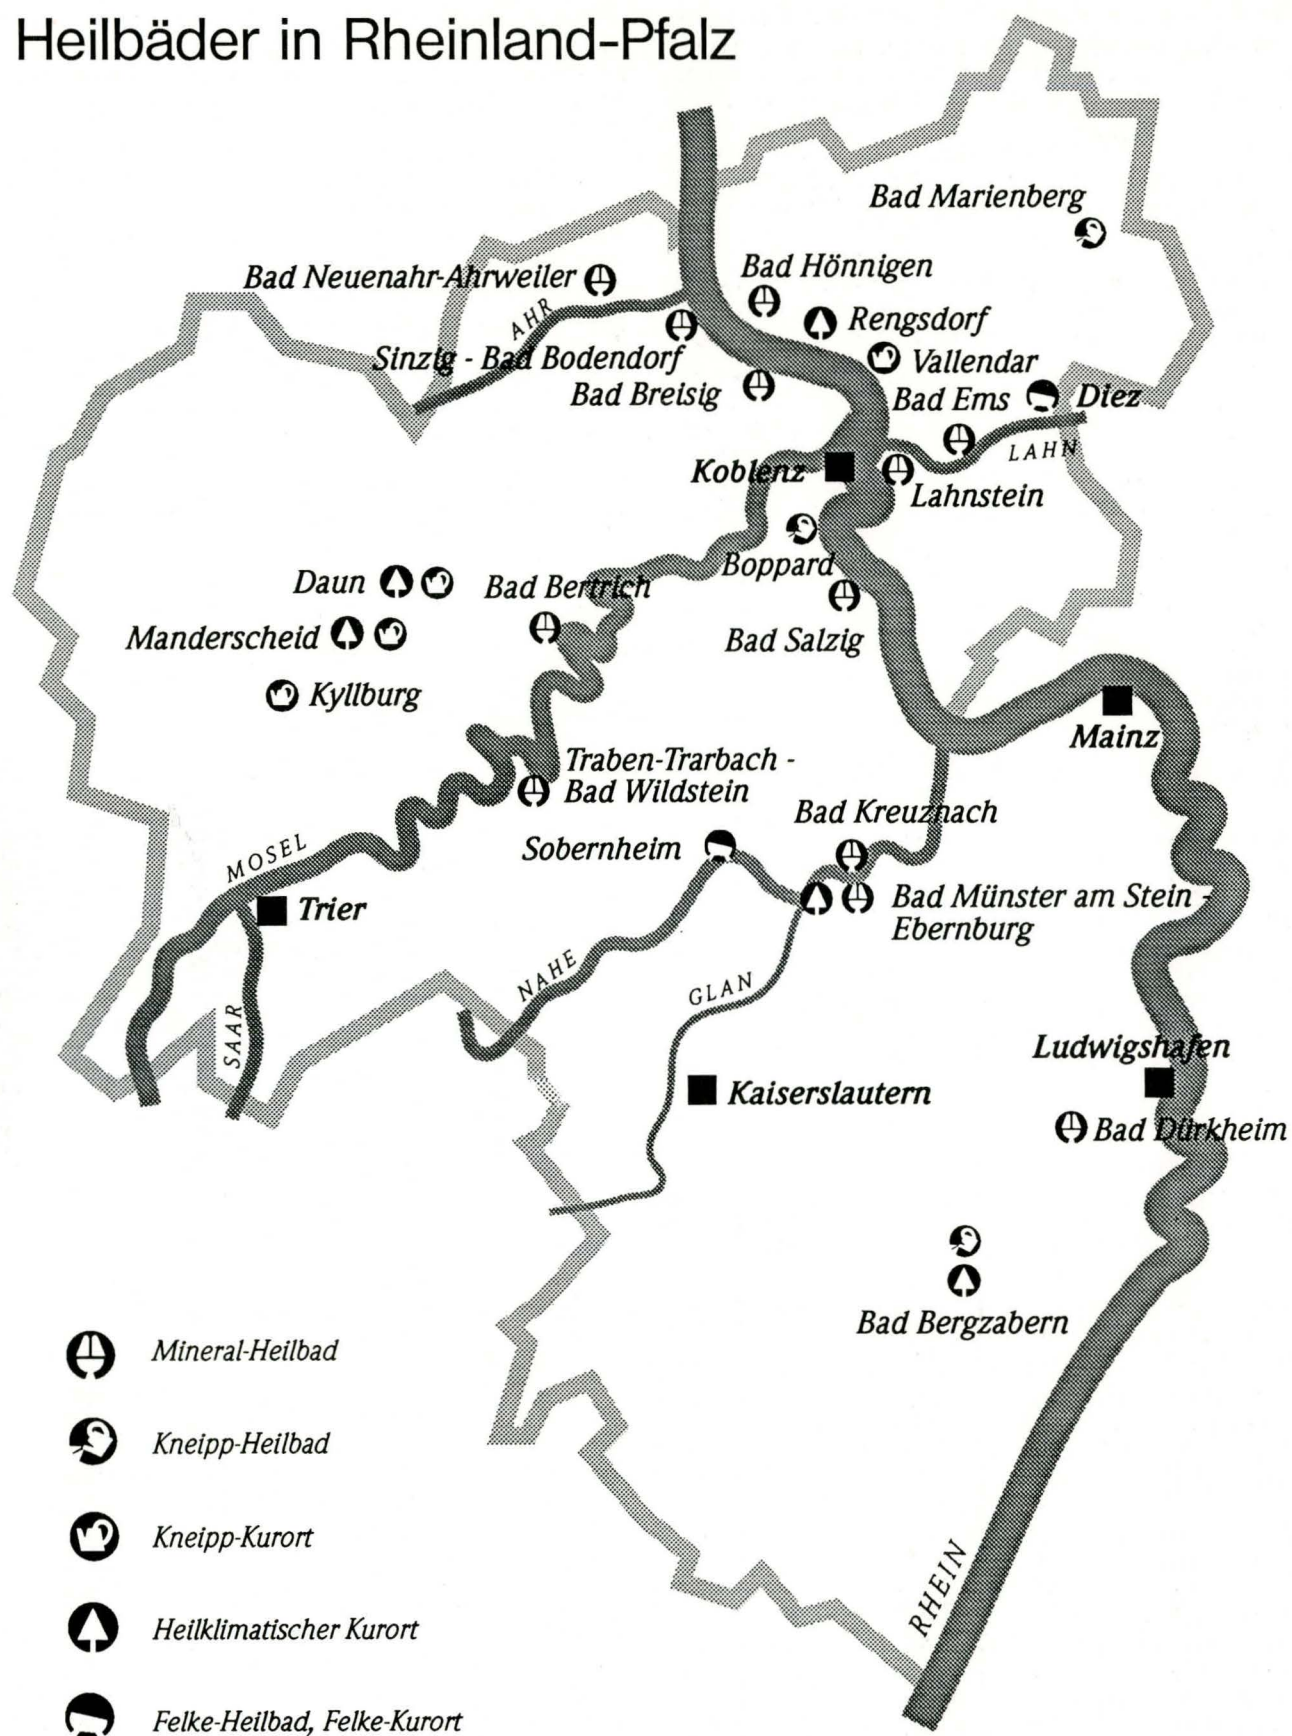 Heilbäder in Rheinland-Pfalz
Bad Marienberg
Bad Neuenahr-Ahrweiler
Bad Hönnigen
AHR
Rengsdorf
Sinzig - Bad Bodendorf
Vallendar
Bad Breisig
Bad Ems
Diez
LAHN
Koblenz
Lahnstein
Boppard
Daun
Bad Bertrich
Manderscheid
Bad Salzig
Kyllburg
Mainz
Traben-Trarbach -
Bad Wildstein
Bad Kreuznach
MOSEL
Sobernheim
Trier
Bad Münster am Stein -
Ebernburg
NAHE
GLAN
SAAR
Ludwigshafen
Kaiserslautern
Bad Dürkheim
Bad Bergzabern
RHEIN
Mineral-Heilbad
Kneipp-Heilbad
Kneipp-Kurort
Heilklimatischer Kurort
Felke-Heilbad, Felke-Kurort